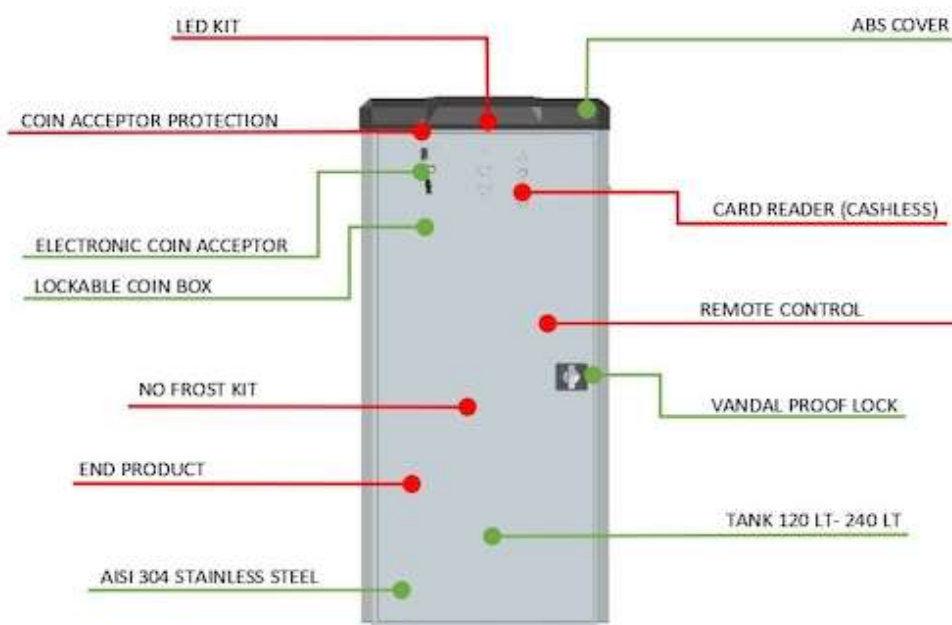 LED KIT
ABS COVER
COIN ACCEPTOR PROTECTION
CARD READER (CASHLESS)
ELECTRONIC COIN ACCEPTOR
LOCKABLE COIN BOX
REMOTE CONTROL
NO FROST KIT
VANDAL PROOF LOCK
END PRODUCT
TANK 120 LT- 240 LT
AISI 304 STAINLESS STEEL